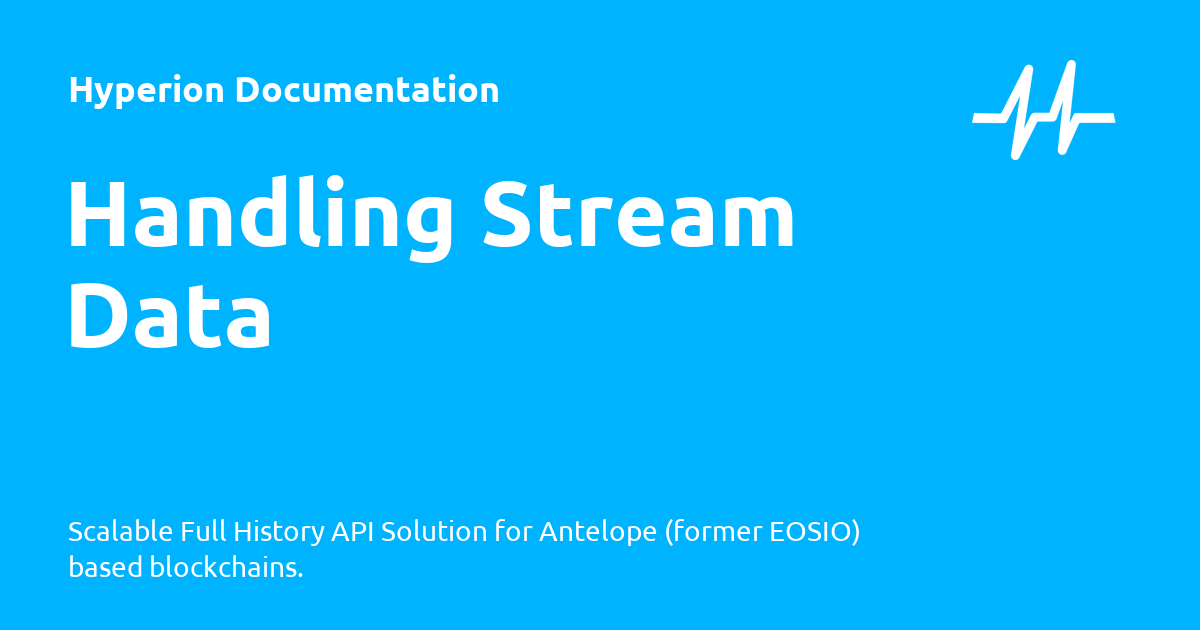 Hyperion Documentation
Handling Stream
Data
Scalable Full History API Solution for Antelope (former EOSIO)
based blockchains.